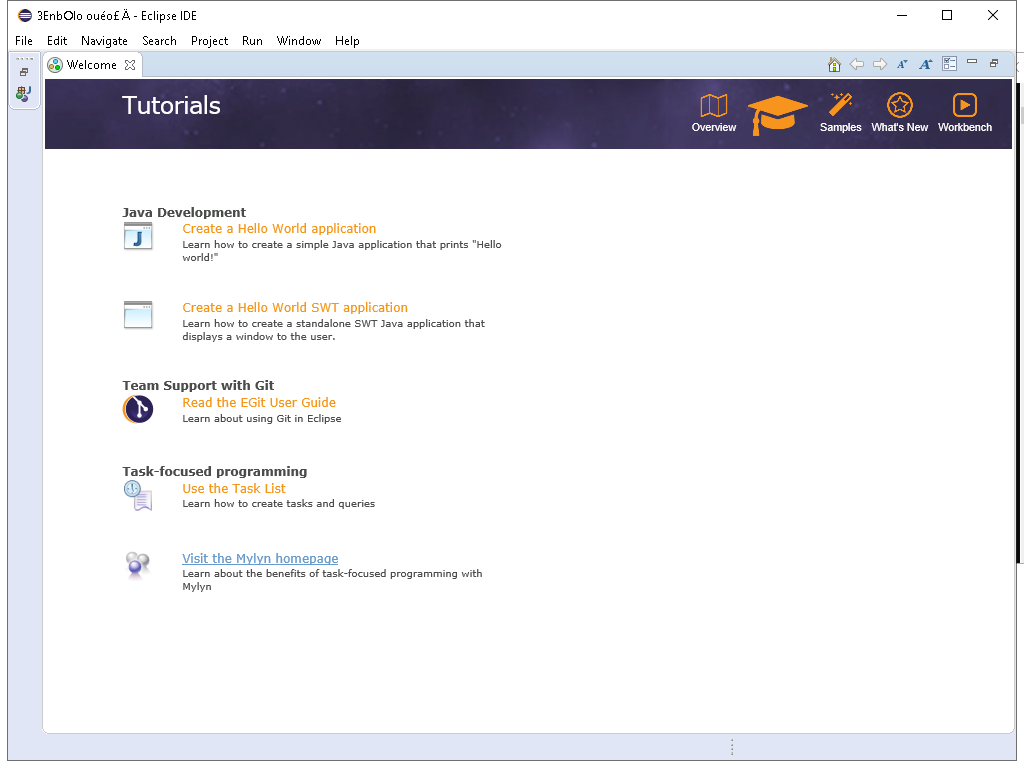 3EnbOlo ouéo£Ä - Eclipse IDE
File Edit Navigate Search Project Run Window Help
Welcome
Tutorials
Overview
Samples
What's New
Workbench
Java Development
Create a Hello World application
Learn how to create a simple Java application that prints "Hello
world!"
Create a Hello World SWT application
Learn how to create a standalone SWT Java application that
displays a window to the user.
Team Support with Git
Read the EGit User Guide
Learn about using Git in Eclipse
Task-focused programming
Use the Task List
Learn how to create tasks and queries
Visit the Mylyn homepage
Learn about the benefits of task-focused programming with
Mylyn